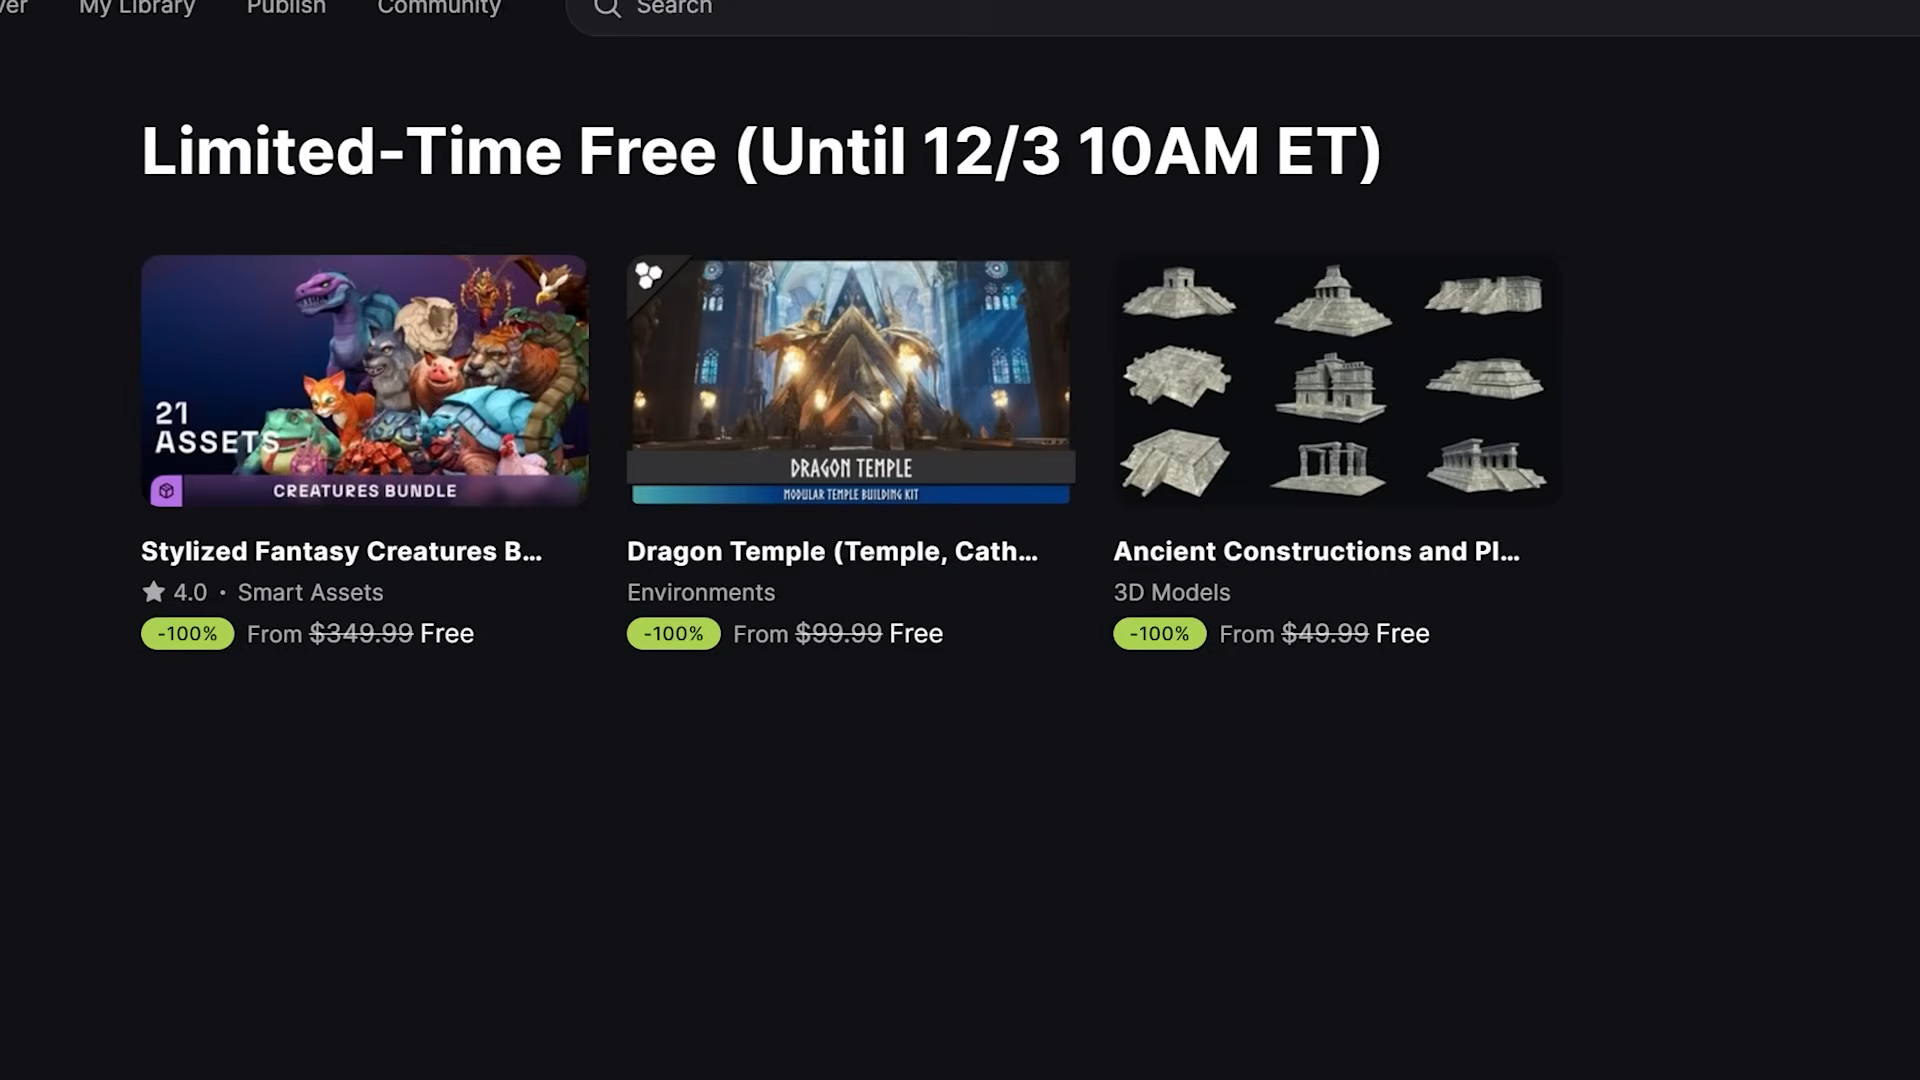 ver My Library Publish Community Search
Limited-Time Free (Until 12/3 10AM ET)
21
ASSETS
CREATURES BUNDLE
DRAGON TEMPLE
MODULAR TEMPLE BUILDING KIT
Stylized Fantasy Creatures B...
4.0 • Smart Assets
-100% From $349.99 Free
Dragon Temple (Temple, Cath...
Environments
-100% From $99.99 Free
Ancient Constructions and Pl...
3D Models
-100% From $49.99 Free